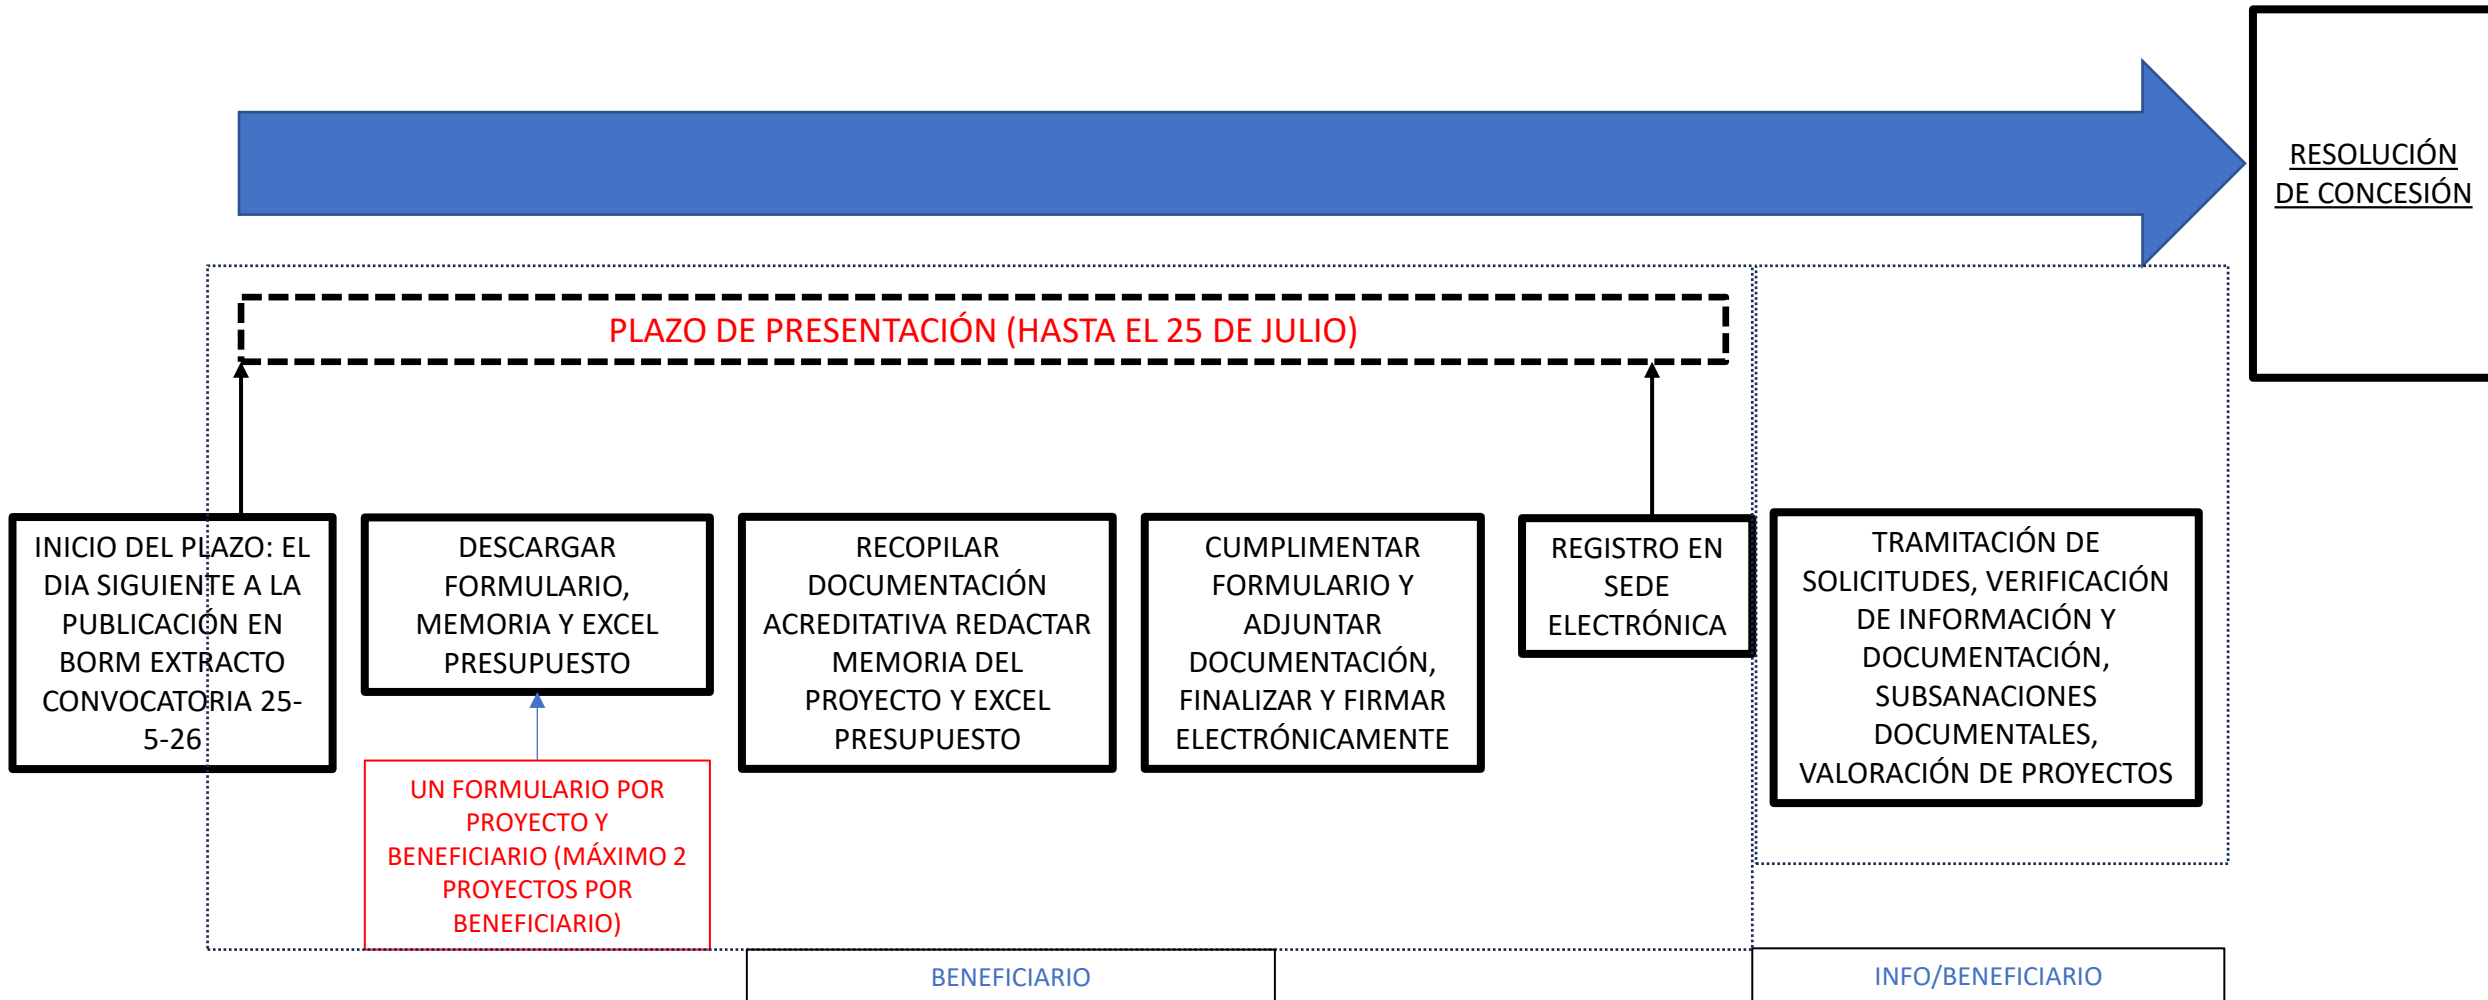 RESOLUCIÓN
DE CONCESIÓN
PLAZO DE PRESENTACIÓN (HASTA EL 25 DE JULIO)
INICIO DEL PLAZO: EL
DIA SIGUIENTE A LA
PUBLICACIÓN EN
BORM EXTRACTO
CONVOCATORIA 25-
5-26
DESCARGAR
FORMULARIO,
MEMORIA Y EXCEL
PRESUPUESTO
UN FORMULARIO POR
PROYECTO Y
BENEFICIARIO (MÁXIMO 2
PROYECTOS POR
BENEFICIARIO)
RECOPILAR
DOCUMENTACIÓN
ACREDITATIVA REDACTAR
MEMORIA DEL
PROYECTO Y EXCEL
PRESUPUESTO
CUMPLIMENTAR
FORMULARIO Y
ADJUNTAR
DOCUMENTACIÓN,
FINALIZAR Y FIRMAR
ELECTRÓNICAMENTE
REGISTRO EN
SEDE
ELECTRÓNICA
TRAMITACIÓN DE
SOLICITUDES, VERIFICACIÓN
DE INFORMACIÓN Y
DOCUMENTACIÓN,
SUBSANACIONES
DOCUMENTALES,
VALORACIÓN DE PROYECTOS
BENEFICIARIO
INFO/BENEFICIARIO